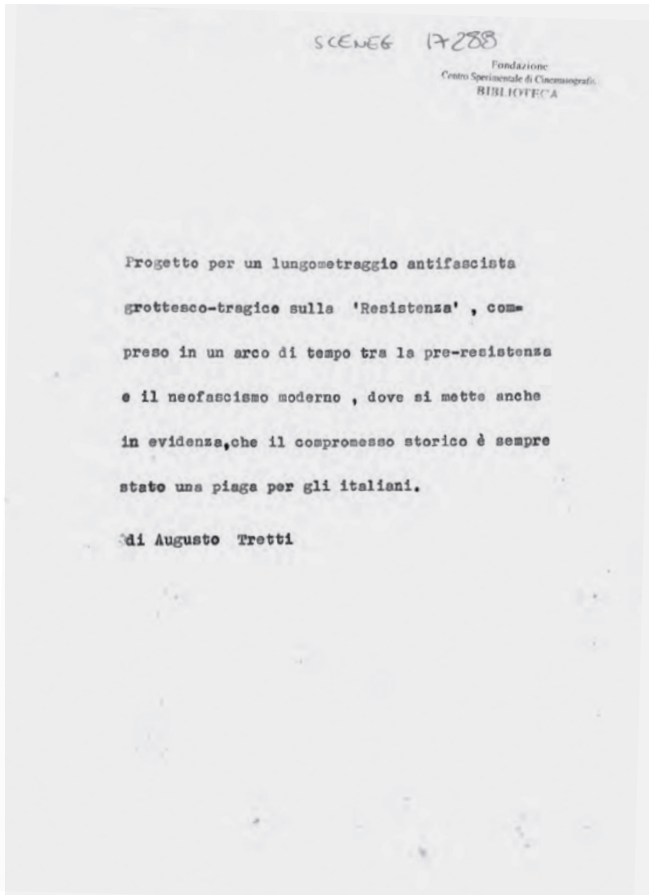 SCENEG 17288
Fondazione
Centro Sperimentale di Cinematografia
BIBLIOTECA
Progetto per un lungometraggio antifascista
grottesco-tragico sulla 'Resistenza' , com=
preso in un arco di tempo tra la pre-resistenza
e il neofascismo moderno , dove si mette anche
in evidenza,che il compromesso storico è sempre
stato una piaga per gli italiani.
di Augusto Tretti